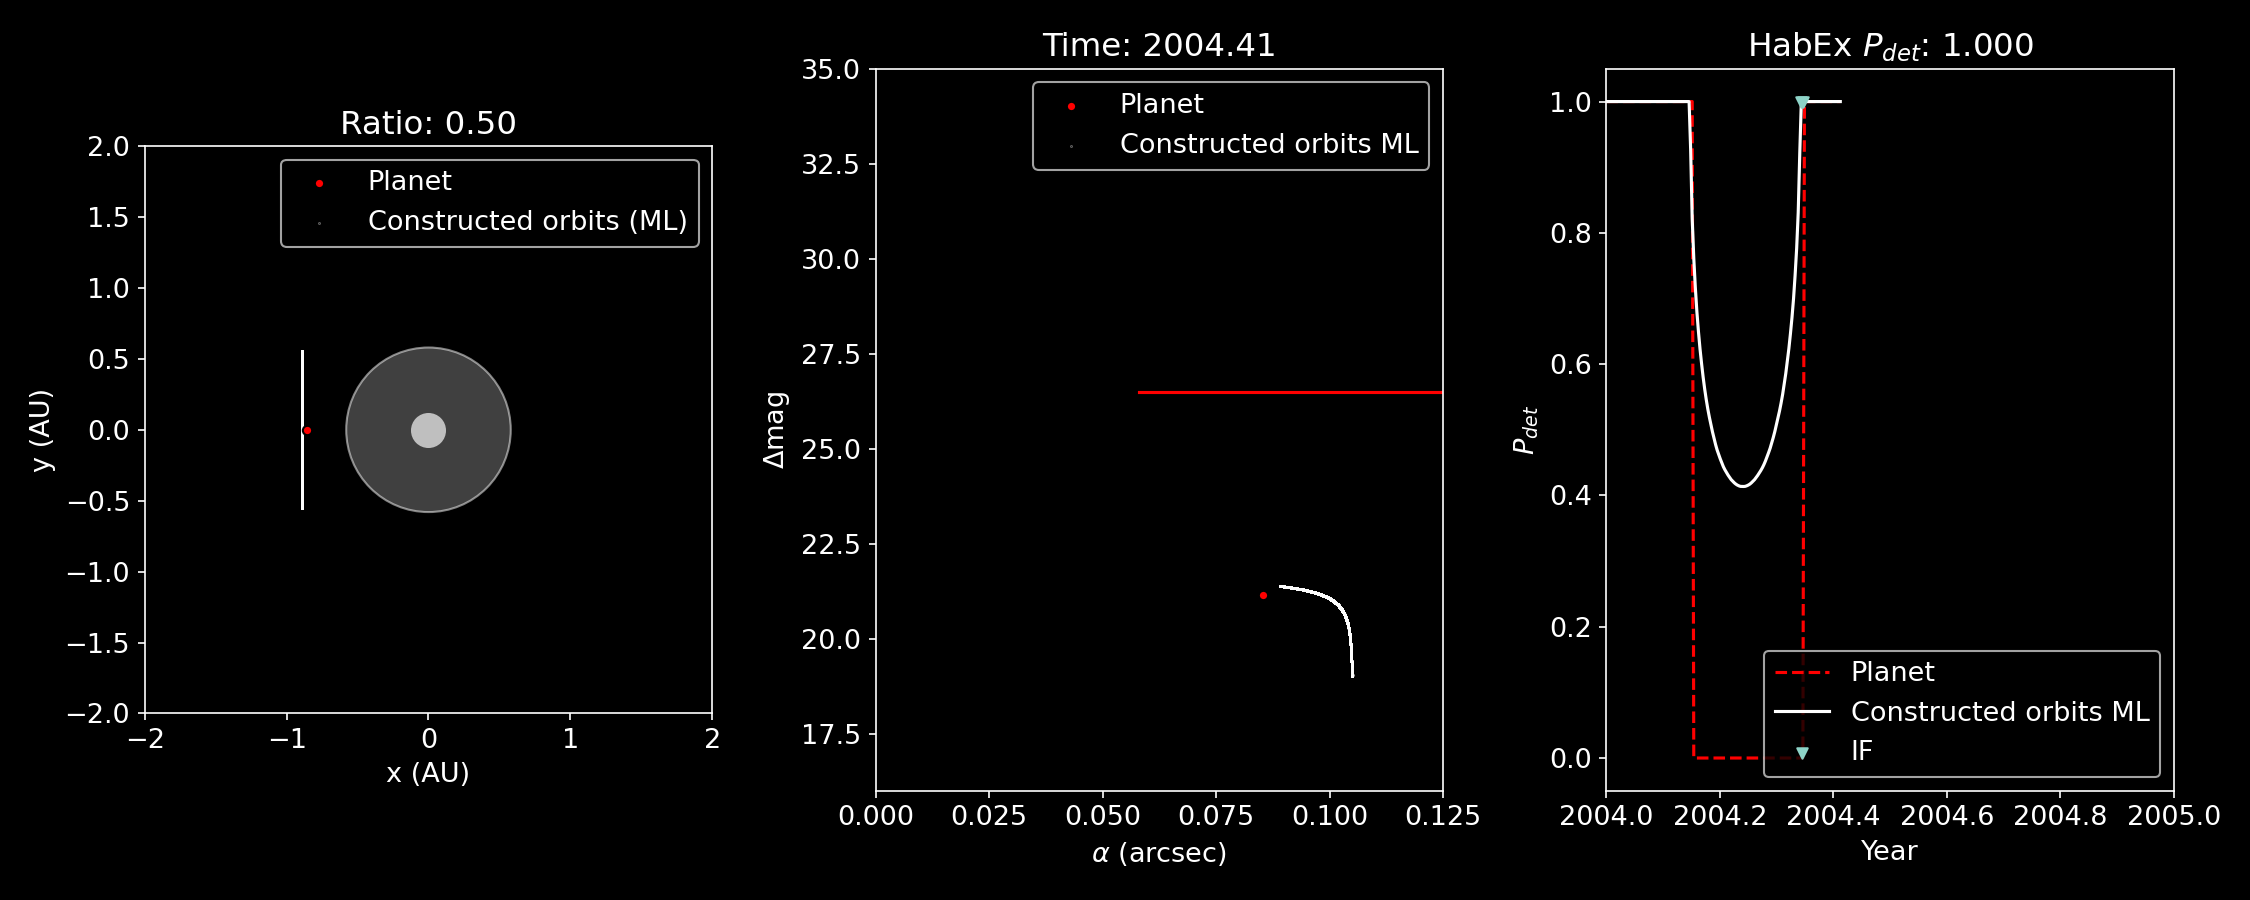 Ratio: 0.50
2.0
1.5
1.0
0.5
0.0
−0.5
−1.0
−1.5
−2.0
−2
−1
0
1
2
x (AU)
y (AU)
Planet
Constructed orbits (ML)
Time: 2004.41
35.0
32.5
30.0
27.5
25.0
22.5
20.0
17.5
0.000
0.025
0.050
0.075
0.100
0.125
α (arcsec)
Δmag
Planet
Constructed orbits ML
HabEx P_det: 1.000
1.0
0.8
0.6
0.4
0.2
0.0
2004.0
2004.2
2004.4
2004.6
2004.8
2005.0
Year
P_det
Planet
Constructed orbits ML
IF